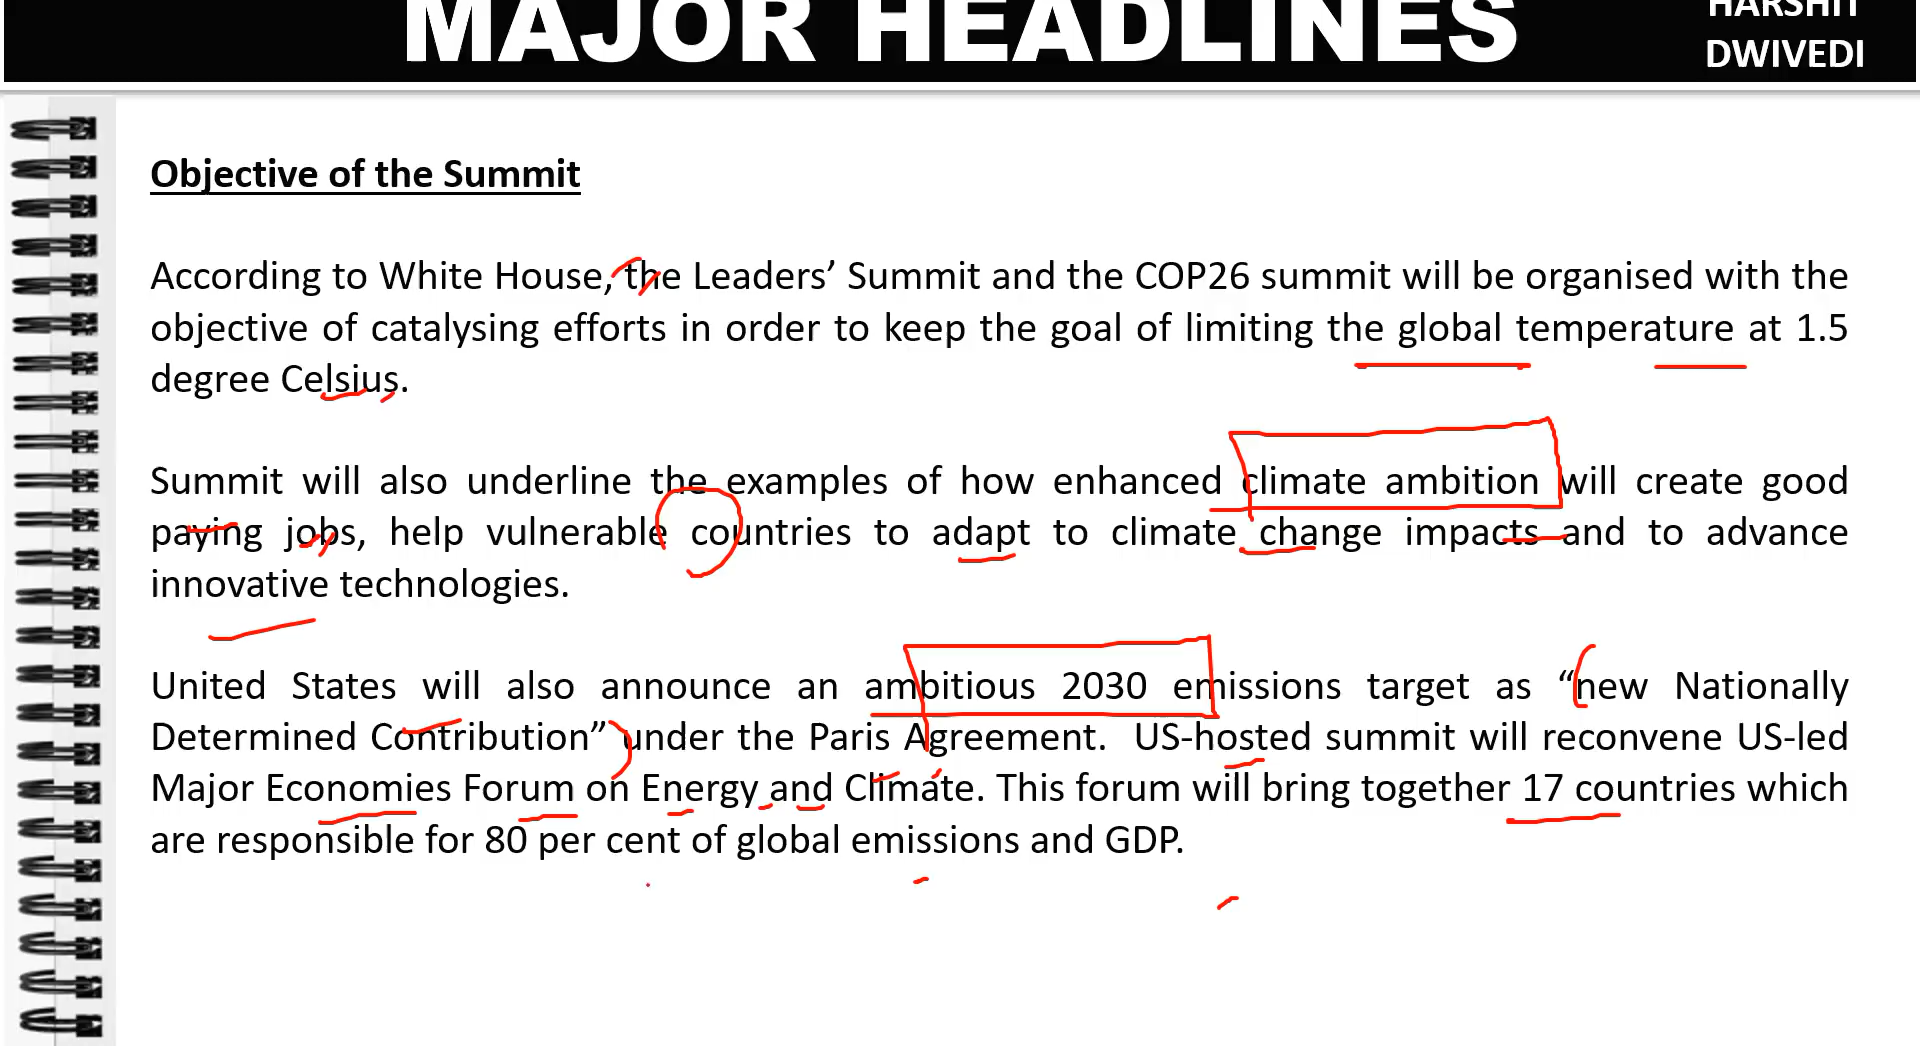 MAJOR HEADLINES
HARSHIT
DWIVEDI
Objective of the Summit
According to White House, the Leaders’ Summit and the COP26 summit will be organised with the
objective of catalysing efforts in order to keep the goal of limiting the global temperature at 1.5
degree Celsius.
Summit will also underline the examples of how enhanced climate ambition will create good
paying jobs, help vulnerable countries to adapt to climate change impacts and to advance
innovative technologies.
United States will also announce an ambitious 2030 emissions target as “new Nationally
Determined Contribution” under the Paris Agreement. US-hosted summit will reconvene US-led
Major Economies Forum on Energy and Climate. This forum will bring together 17 countries which
are responsible for 80 per cent of global emissions and GDP.